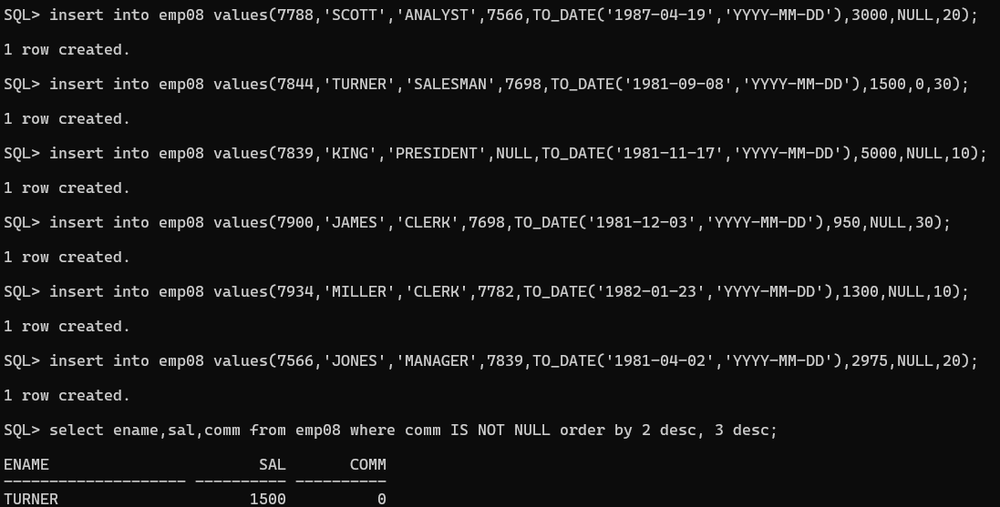 SQL> insert into emp08 values(7788,'SCOTT','ANALYST',7566,TO_DATE('1987-04-19','YYYY-MM-DD'),3000,NULL,20);
1 row created.
SQL> insert into emp08 values(7844,'TURNER','SALESMAN',7698,TO_DATE('1981-09-08','YYYY-MM-DD'),1500,0,30);
1 row created.
SQL> insert into emp08 values(7839,'KING','PRESIDENT',NULL,TO_DATE('1981-11-17','YYYY-MM-DD'),5000,NULL,10);
1 row created.
SQL> insert into emp08 values(7900,'JAMES','CLERK',7698,TO_DATE('1981-12-03','YYYY-MM-DD'),950,NULL,30);
1 row created.
SQL> insert into emp08 values(7934,'MILLER','CLERK',7782,TO_DATE('1982-01-23','YYYY-MM-DD'),1300,NULL,10);
1 row created.
SQL> insert into emp08 values(7566,'JONES','MANAGER',7839,TO_DATE('1981-04-02','YYYY-MM-DD'),2975,NULL,20);
1 row created.
SQL> select ename,sal,comm from emp08 where comm IS NOT NULL order by 2 desc, 3 desc;
ENAME                       SAL       COMM
-------------------- ---------- ----------
TURNER                     1500          0